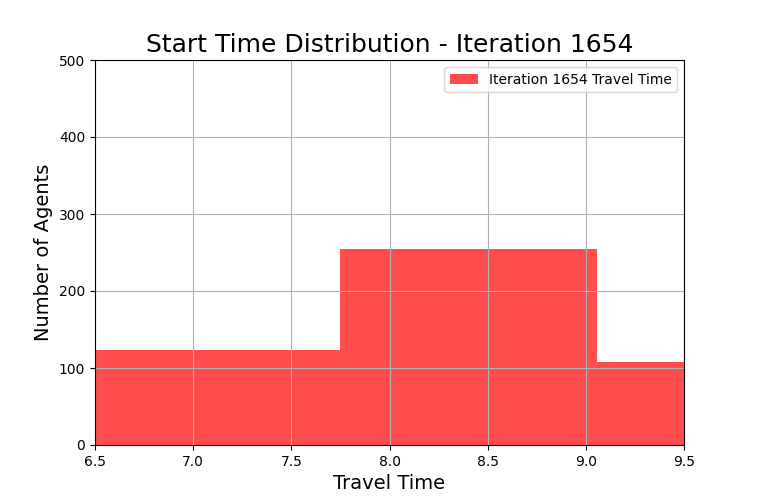 Start Time Distribution - Iteration 1654
Iteration 1654 Travel Time
Number of Agents
500
400
300
200
100
0
6.5 7.0 7.5 8.0 8.5 9.0 9.5
Travel Time